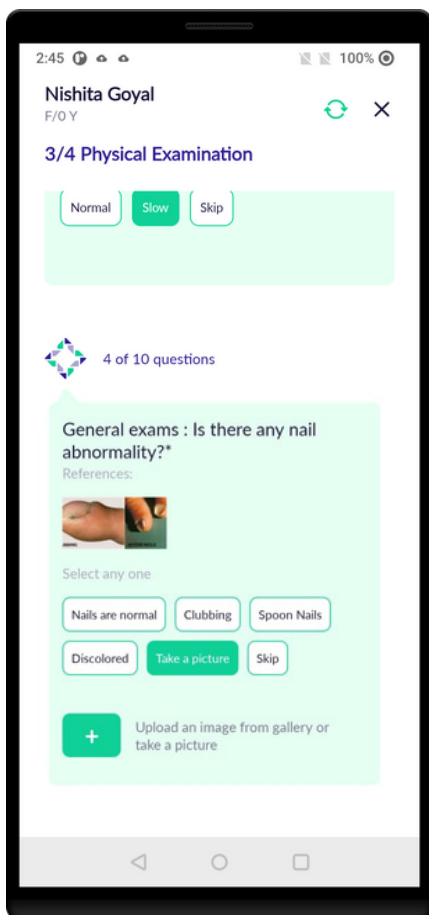 2:45
100%
Nishita Goyal
F/0 Y
3/4 Physical Examination
Normal
Slow
Skip
4 of 10 questions
General exams : Is there any nail
abnormality?*
References:
Select any one
Nails are normal
Clubbing
Spoon Nails
Discolored
Take a picture
Skip
+
Upload an image from gallery or
take a picture